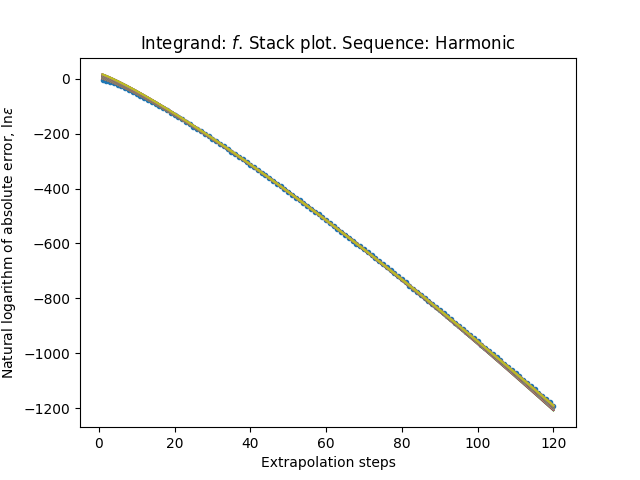 Integrand: f. Stack plot. Sequence: Harmonic
Natural logarithm of absolute error, lnε
0
−200
−400
−600
−800
−1000
−1200
0 20 40 60 80 100 120
Extrapolation steps